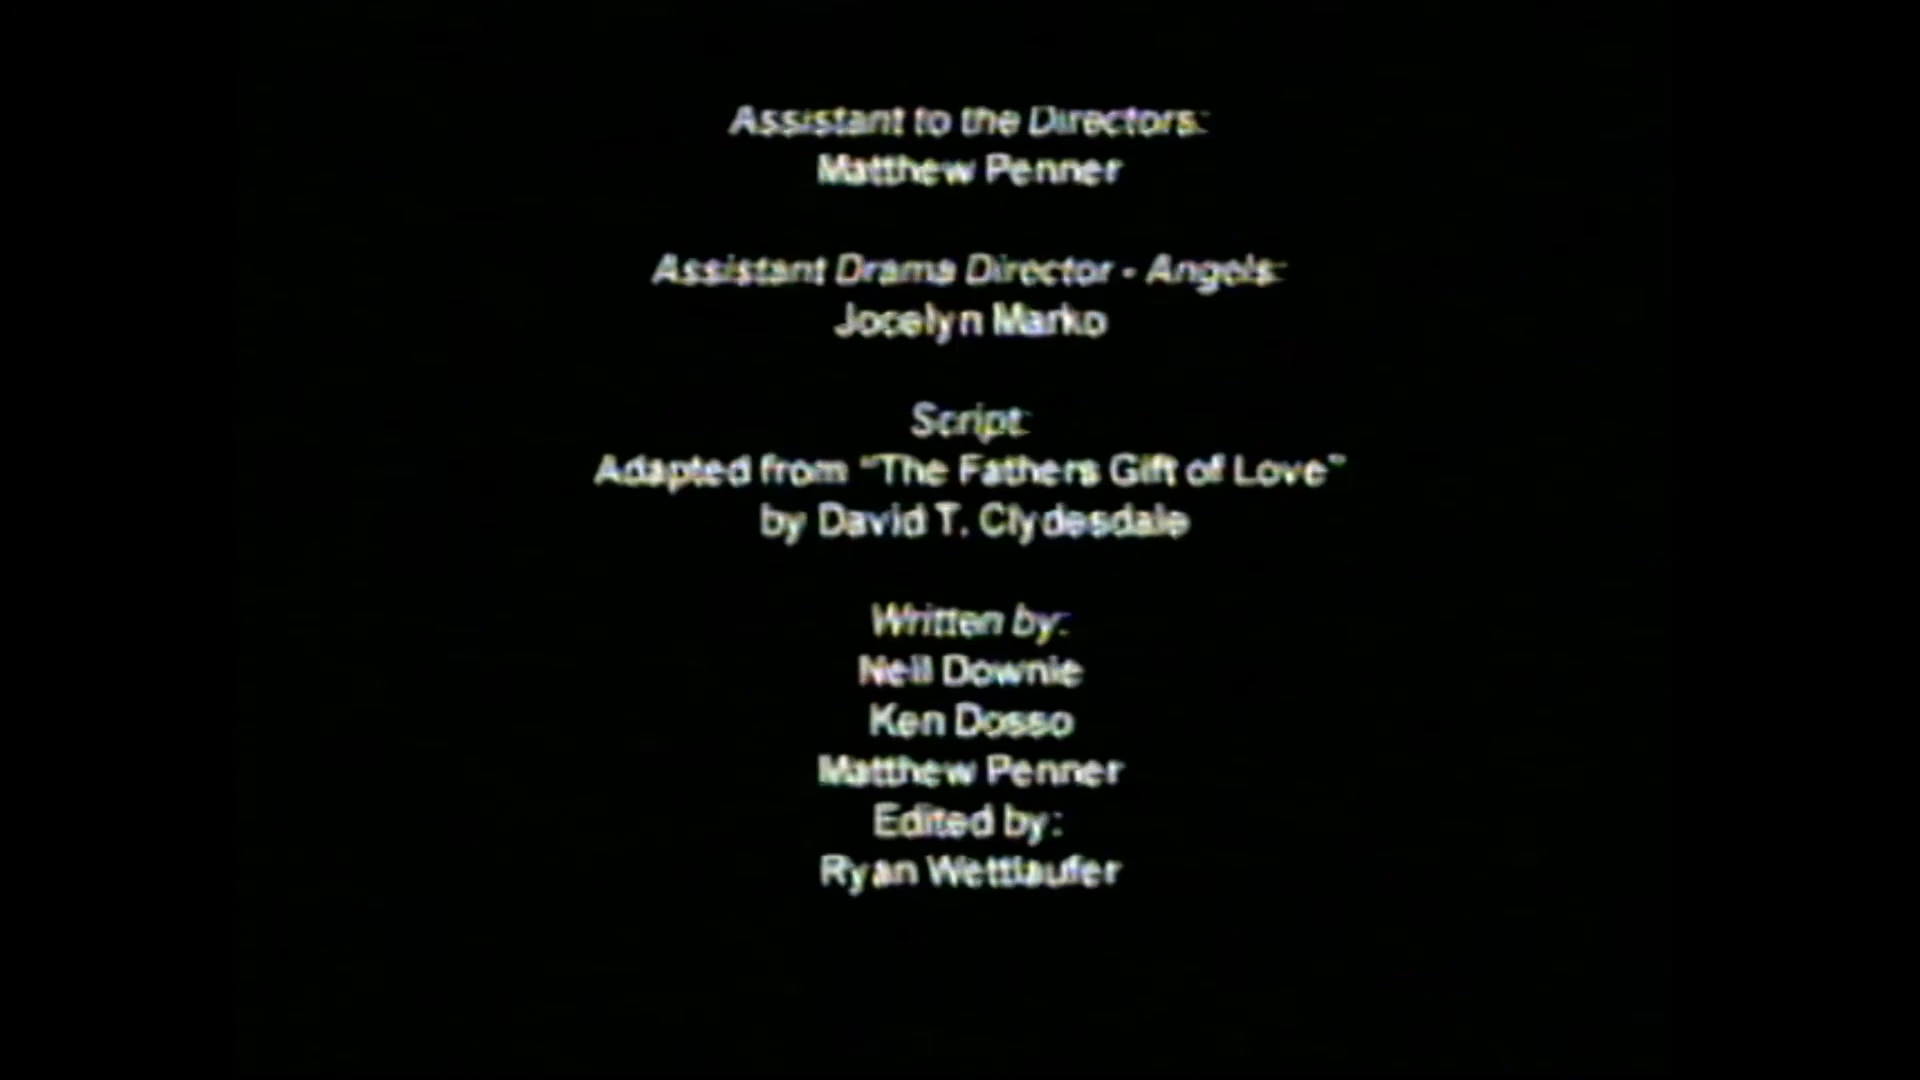 Assistant to the Directors:
Matthew Penner
Assistant Drama Director - Angels:
Jocelyn Marko
Script:
Adapted from "The Fathers Gift of Love"
by David T. Clydesdale
Written by:
Neil Downie
Ken Dosso
Matthew Penner
Edited by:
Ryan Wettlaufer